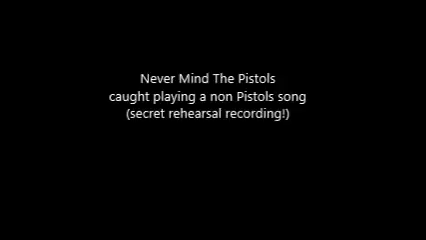 Never Mind The Pistols
caught playing a non Pistols song
(secret rehearsal recording!)